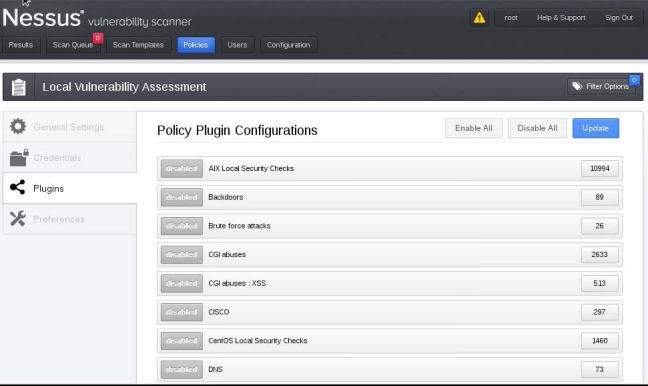 Nessus® vulnerability scanner
root Help & Support Sign Out
Results Scan Queue 0 Scan Templates Policies Users Configuration
Local Vulnerability Assessment Filter Options 0
General Settings
Credentials
Plugins
Preferences
Policy Plugin Configurations Enable All Disable All Update
disabled AIX Local Security Checks 10994
disabled Backdoors 89
disabled Brute force attacks 26
disabled CGI abuses 2633
disabled CGI abuses : XSS 513
disabled CISCO 297
disabled CentOS Local Security Checks 1460
disabled DNS 73